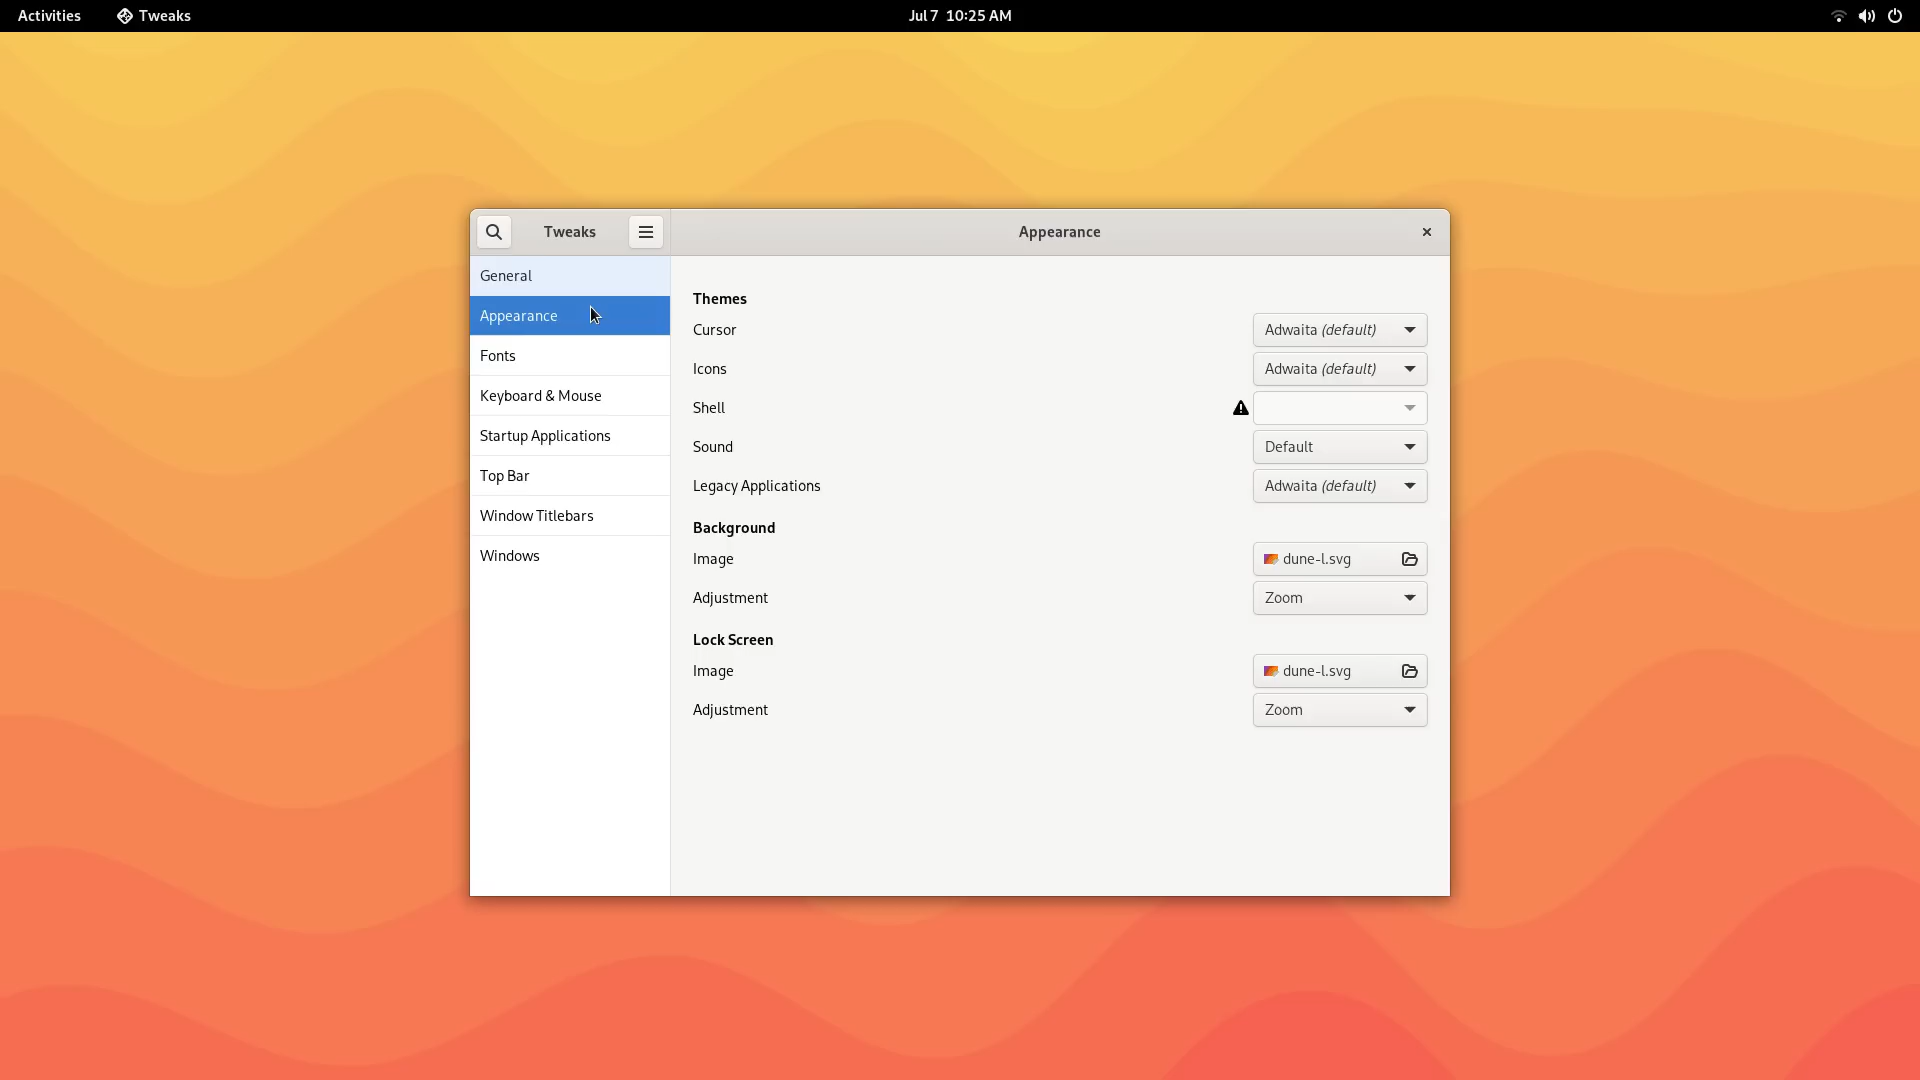 Activities
Tweaks
Jul 7 10:25 AM
Tweaks
Appearance
General
Appearance
Fonts
Keyboard & Mouse
Startup Applications
Top Bar
Window Titlebars
Windows
Themes
Cursor
Adwaita (default)
Icons
Adwaita (default)
Shell
Sound
Default
Legacy Applications
Adwaita (default)
Background
Image
dune-l.svg
Adjustment
Zoom
Lock Screen
Image
dune-l.svg
Adjustment
Zoom